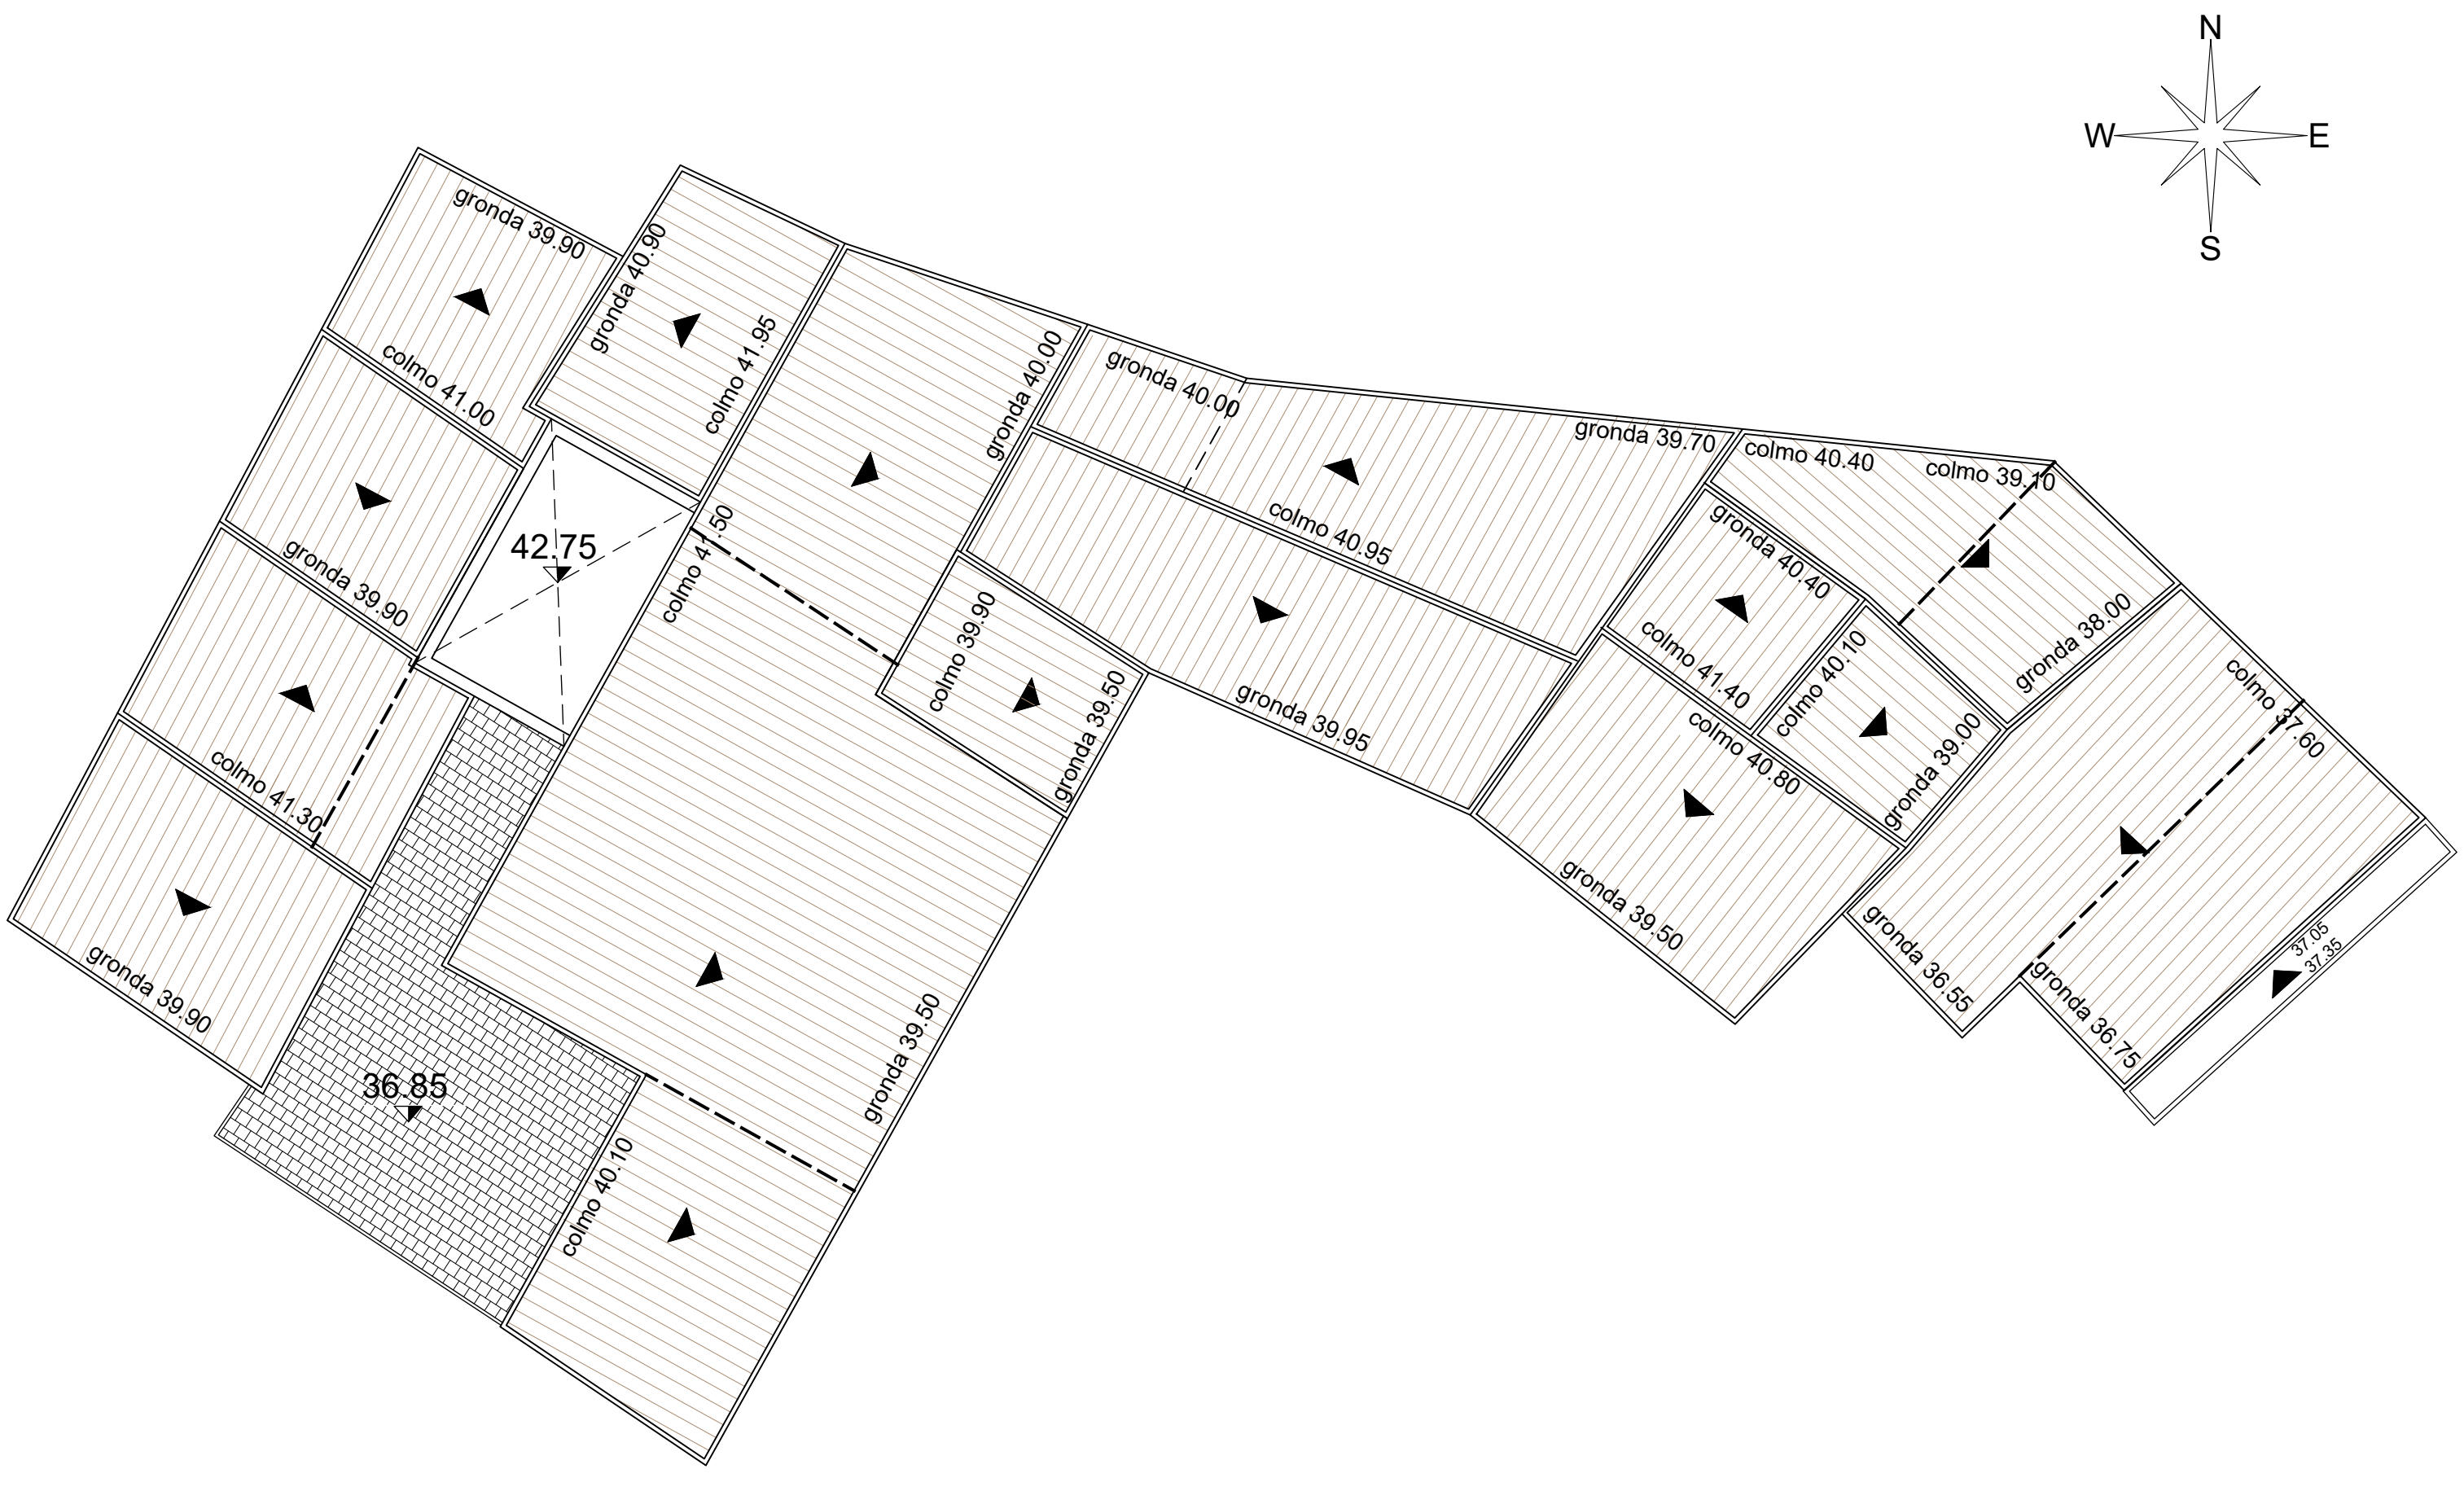 N
W
E
S
gronda 39.90
gronda 40.90
colmo 41.00
colmo 41.95
gronda 40.00
gronda 40.00
gronda 39.70
colmo 40.40
colmo 39.10
colmo 40.95
gronda 40.40
42.75
colmo 41.50
gronda 39.90
colmo 39.90
colmo 41.40
colmo 40.10
gronda 38.00
colmo 37.60
gronda 39.95
gronda 39.50
colmo 40.80
gronda 39.00
colmo 41.30
gronda 39.50
gronda 36.55
37.05
37.35
gronda 36.75
gronda 39.90
gronda 39.50
36.85
colmo 40.10